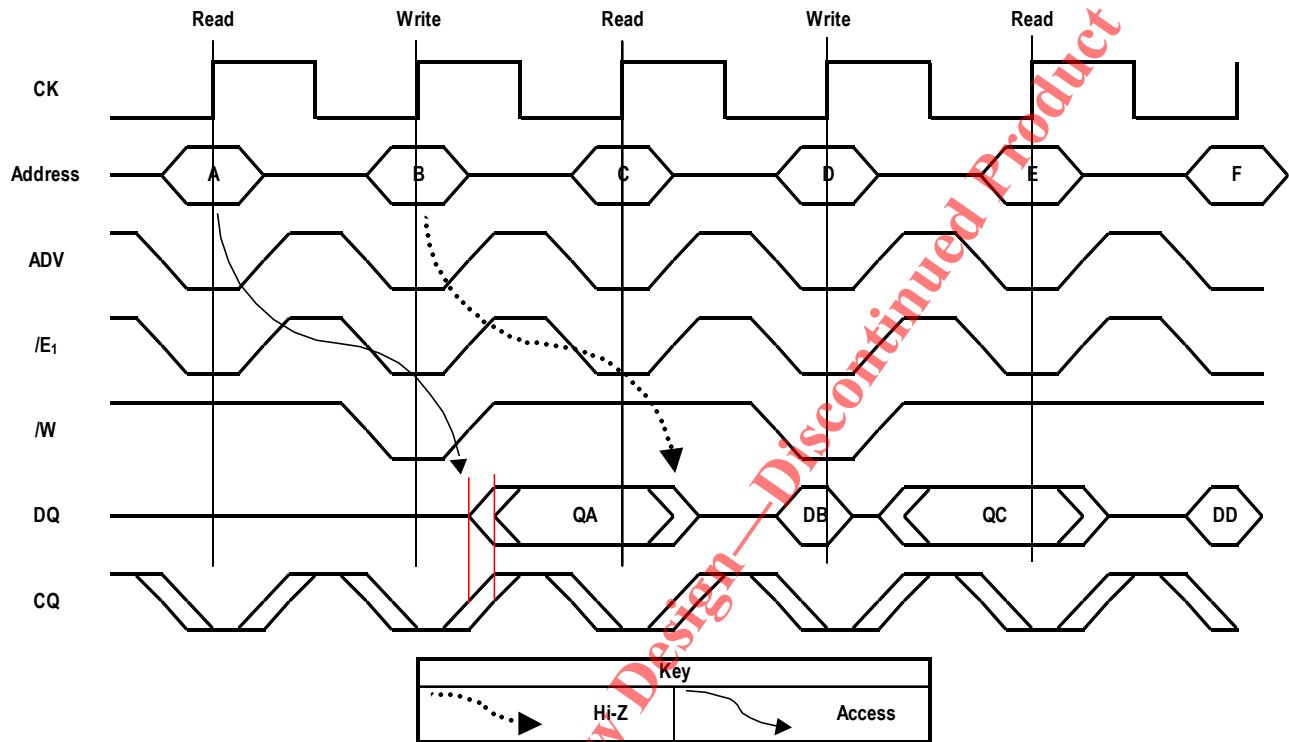 Read Write Read Write Read
CK
Address A B C D E F
ADV
/E1
/W
DQ QA DB QC DD
CQ
Key
Hi-Z Access
Design—Discontinued Product